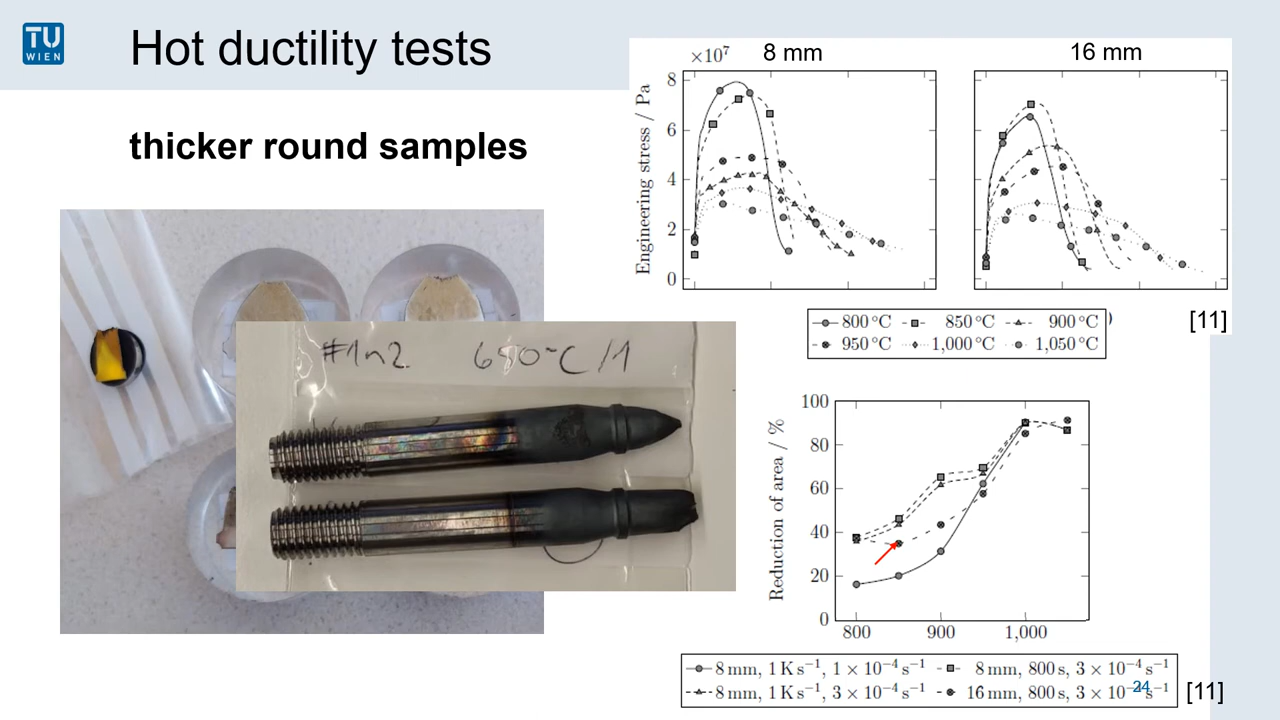 TU
WIEN
Hot ductility tests
thicker round samples
#1n2 650°C/1
×10⁷ 8 mm 16 mm
Engineering stress / Pa
8
6
4
2
0
800 °C 850 °C 900 °C
950 °C 1,000 °C 1,050 °C
[11]
Reduction of area / %
100
80
60
40
20
0
800 900 1,000
8 mm, 1 K s⁻¹, 1 × 10⁻⁴ s⁻¹ 8 mm, 800 s, 3 × 10⁻⁴ s⁻¹
8 mm, 1 K s⁻¹, 3 × 10⁻⁴ s⁻¹ 16 mm, 800 s, 3 × 10⁻⁴ s⁻¹
24
[11]